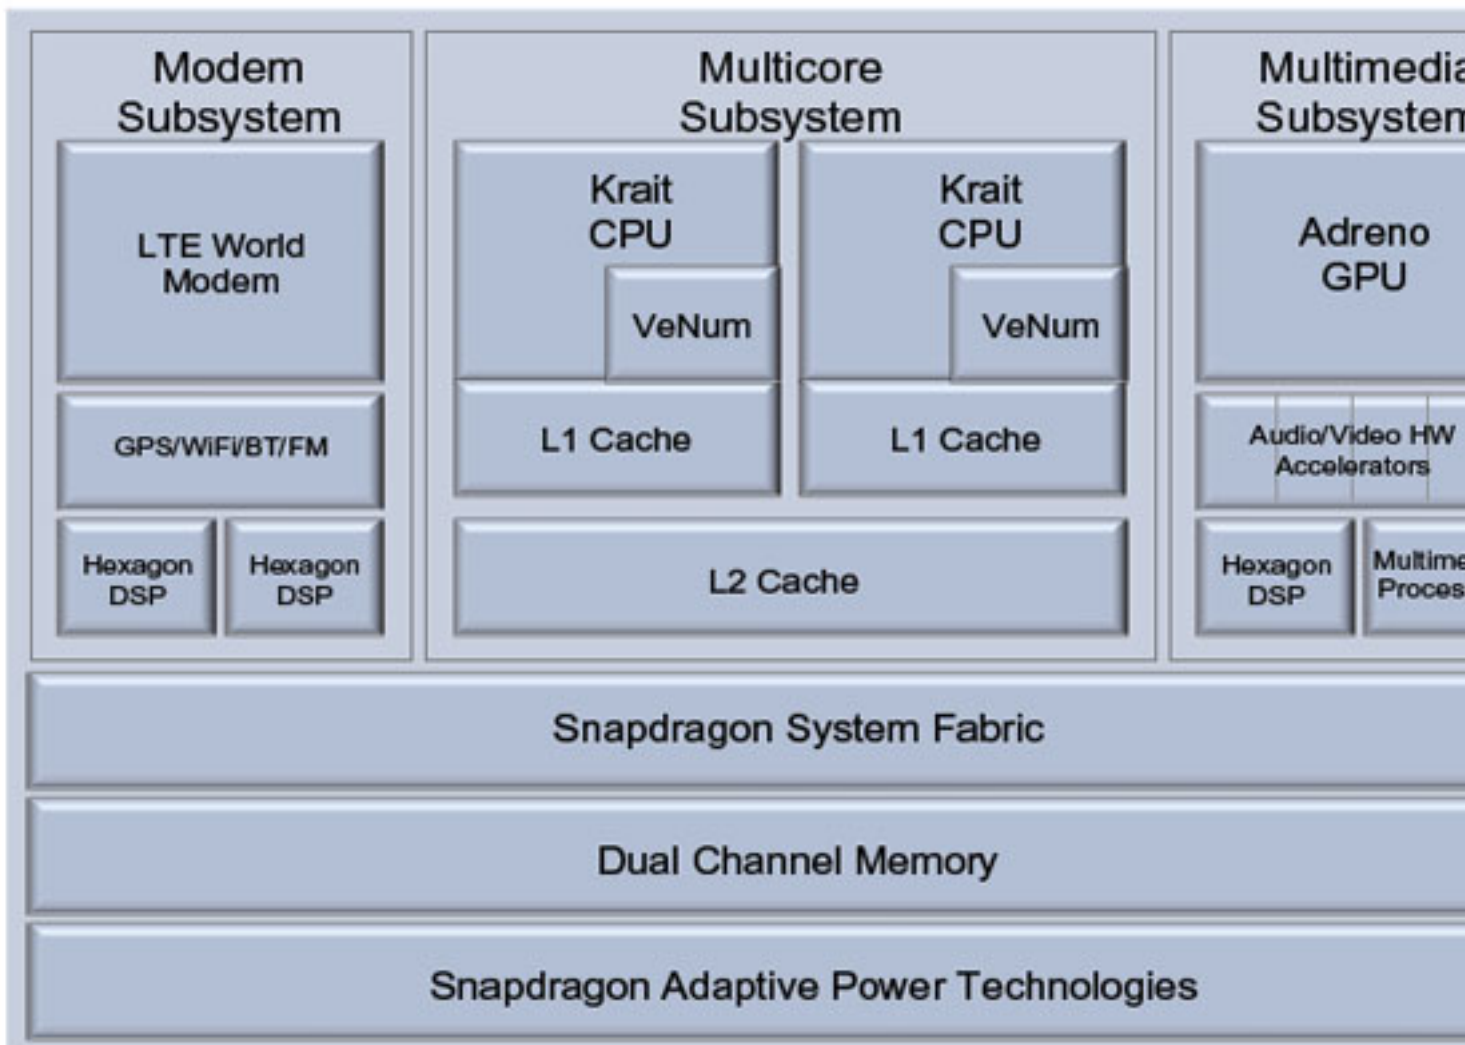 Modem
Subsystem
LTE World
Modem
GPS/WiFi/BT/FM
Hexagon
DSP
Hexagon
DSP
Multicore
Subsystem
Krait
CPU
VeNum
L1 Cache
Krait
CPU
VeNum
L1 Cache
L2 Cache
Multimedia
Subsystem
Adreno
GPU
Audio/Video HW
Accelerators
Hexagon
DSP
Snapdragon System Fabric
Dual Channel Memory
Snapdragon Adaptive Power Technologies